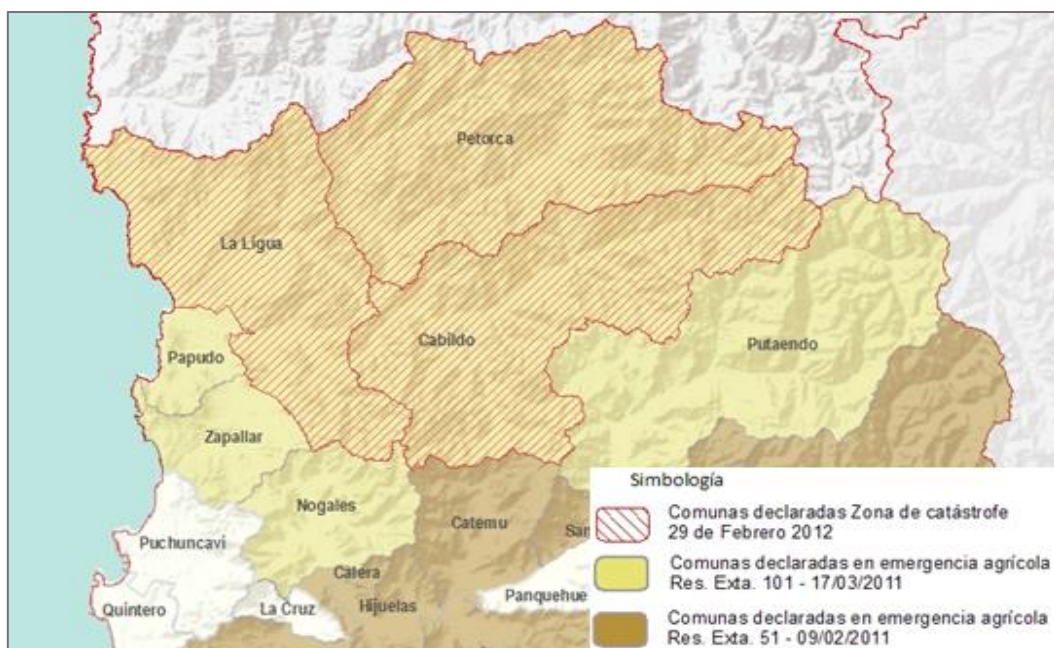 Petorca
La Ligua
Cabildo
Putaendo
Papudo
Zapallar
Nogales
Catemu
San
Puchuncaví
Calera
Hijuelas
La Cruz
Panquehue
Quintero
Simbología
Comunas declaradas Zona de catástrofe
29 de Febrero 2012
Comunas declaradas en emergencia agrícola
Res. Exta. 101 - 17/03/2011
Comunas declaradas en emergencia agrícola
Res. Exta. 51 - 09/02/2011